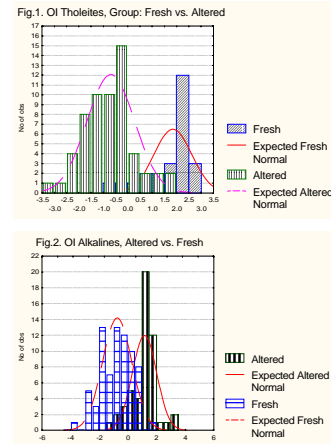 Fig.1. OI Tholeites, Group: Fresh vs. Altered
No of obs
17
16
15
14
13
12
11
10
9
8
7
6
5
4
3
2
1
0
-3.5 -2.5 -1.5 -0.5 0.5 1.5 2.5 3.5
-3.0 -2.0 -1.0 0.0 1.0 2.0 3.0
Fresh
Expected Fresh
Normal
Altered
Expected Altered
Normal
Fig.2. OI Alkalines, Altered vs. Fresh
No of obs
22
20
18
16
14
12
10
8
6
4
2
0
-6 -4 -2 0 2 4 6
Altered
Expected Altered
Normal
Fresh
Expected Fresh
Normal